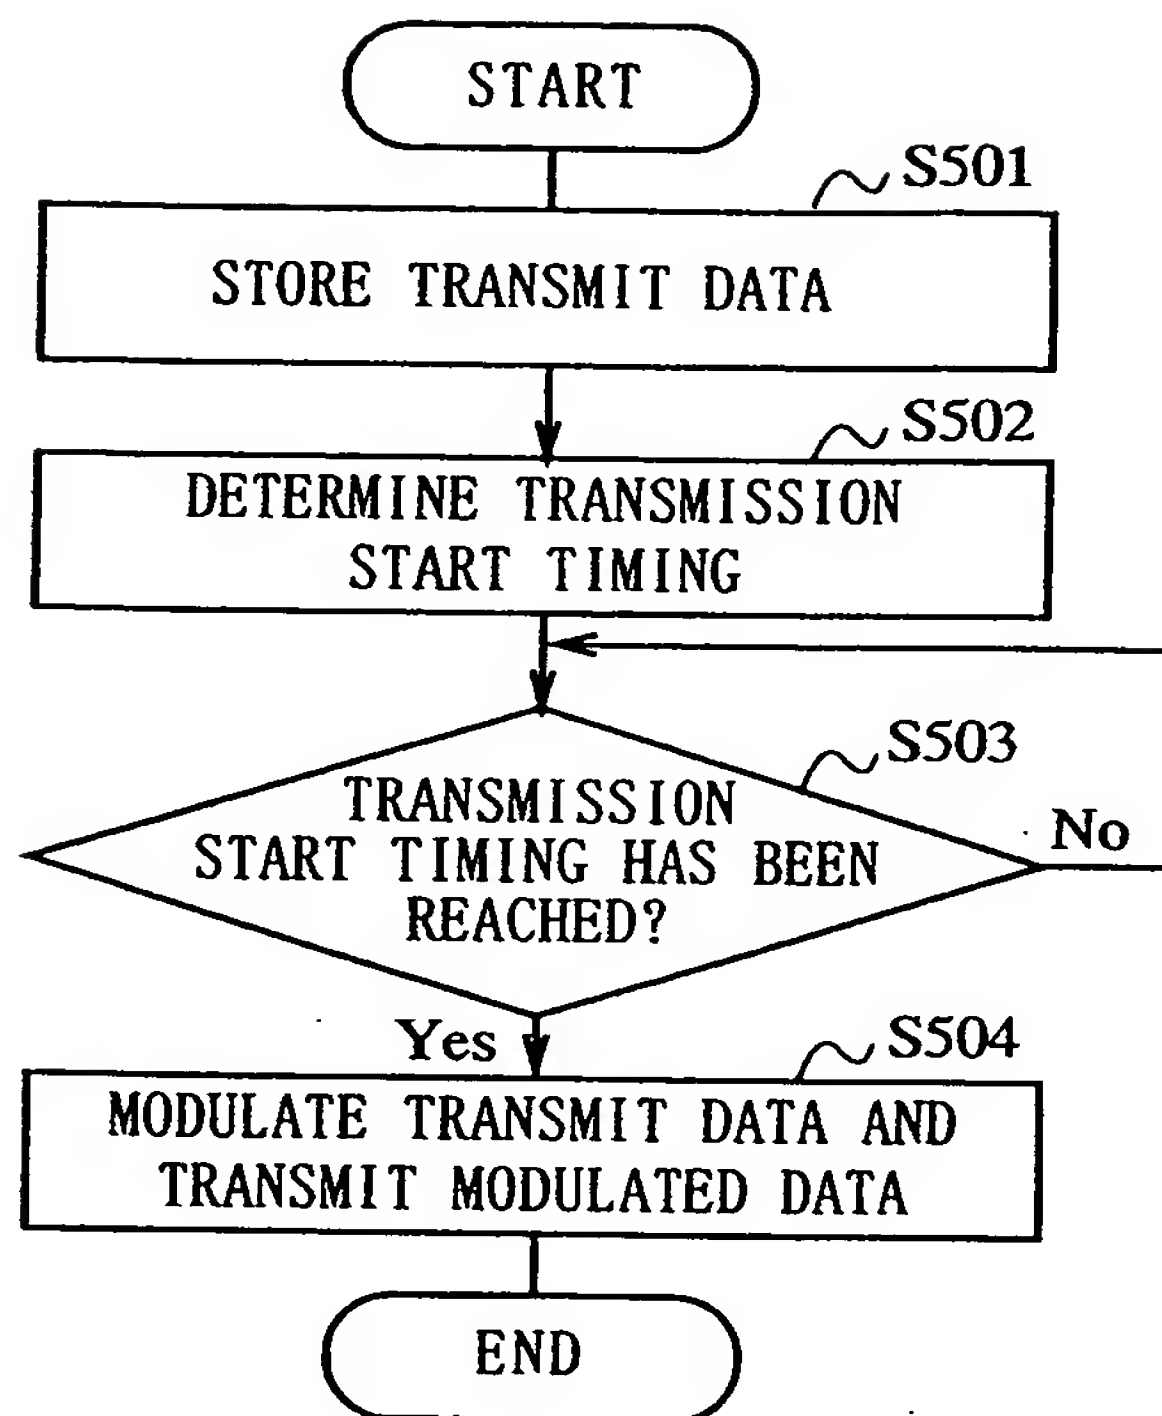 START
S501
STORE TRANSMIT DATA
S502
DETERMINE TRANSMISSION
START TIMING
S503
TRANSMISSION
START TIMING HAS BEEN
REACHED?
No
Yes
S504
MODULATE TRANSMIT DATA AND
TRANSMIT MODULATED DATA
END